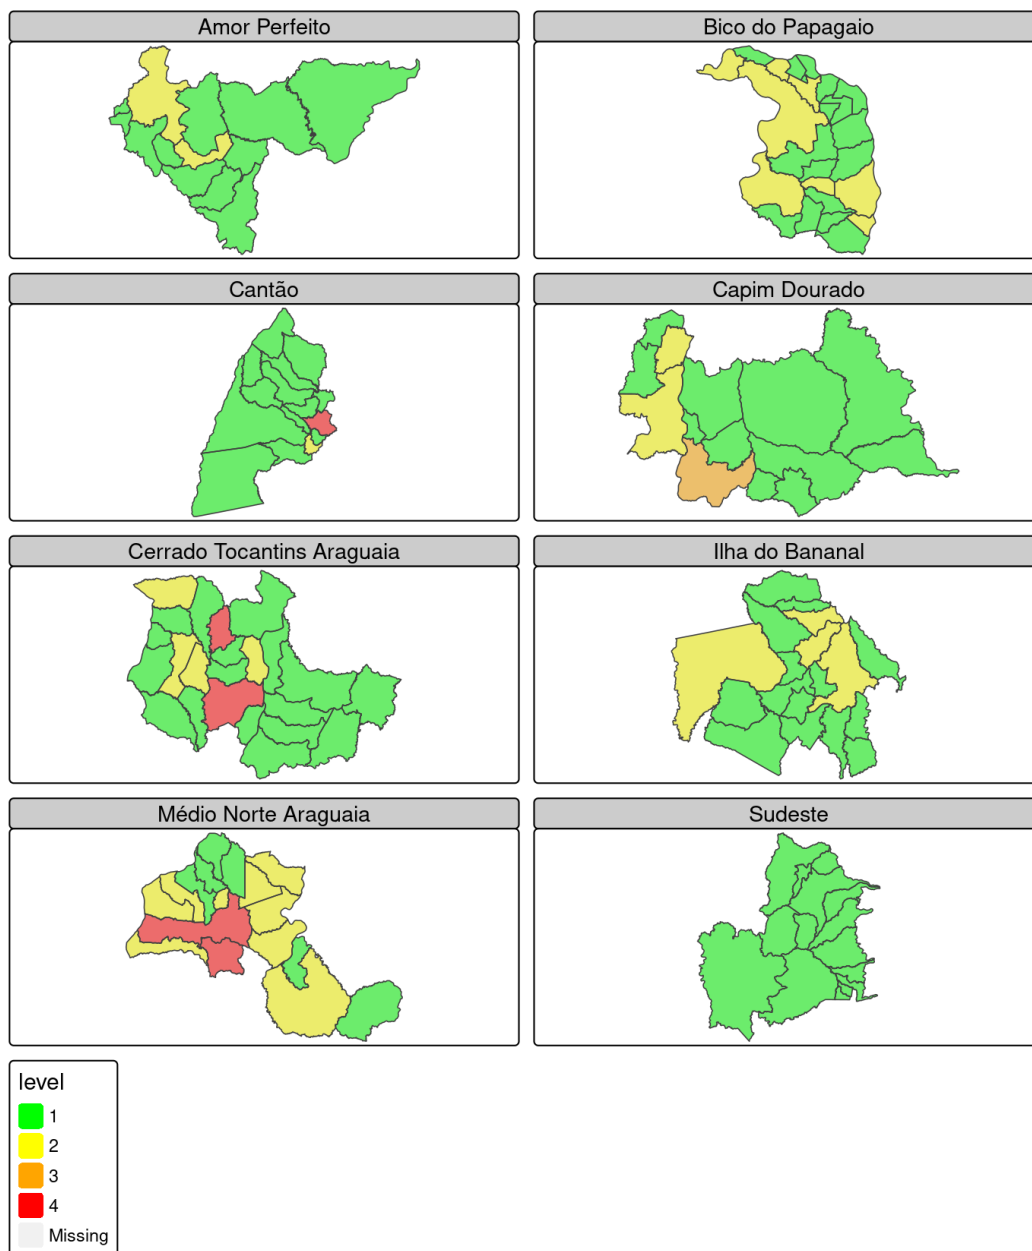 Amor Perfeito
Bico do Papagaio
Cantão
Capim Dourado
Cerrado Tocantins Araguaia
Ilha do Bananal
Médio Norte Araguaia
Sudeste
level
1
2
3
4
Missing